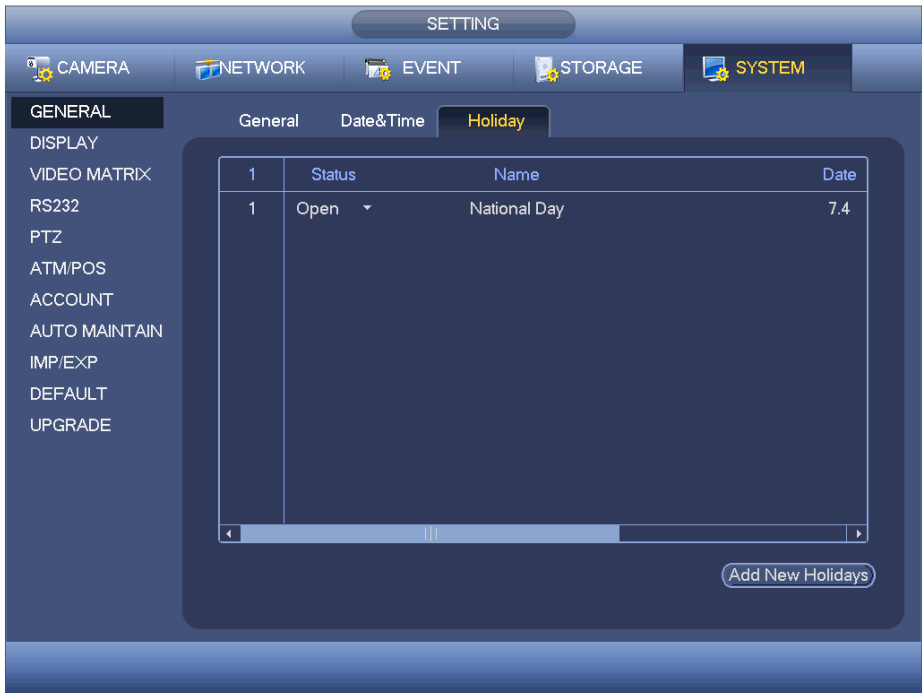 SETTING
CAMERA NETWORK EVENT STORAGE SYSTEM
GENERAL
DISPLAY
VIDEO MATRIX
RS232
PTZ
ATM/POS
ACCOUNT
AUTO MAINTAIN
IMP/EXP
DEFAULT
UPGRADE
General Date&Time Holiday
1 Status Name Date
1 Open National Day 7.4
Add New Holidays